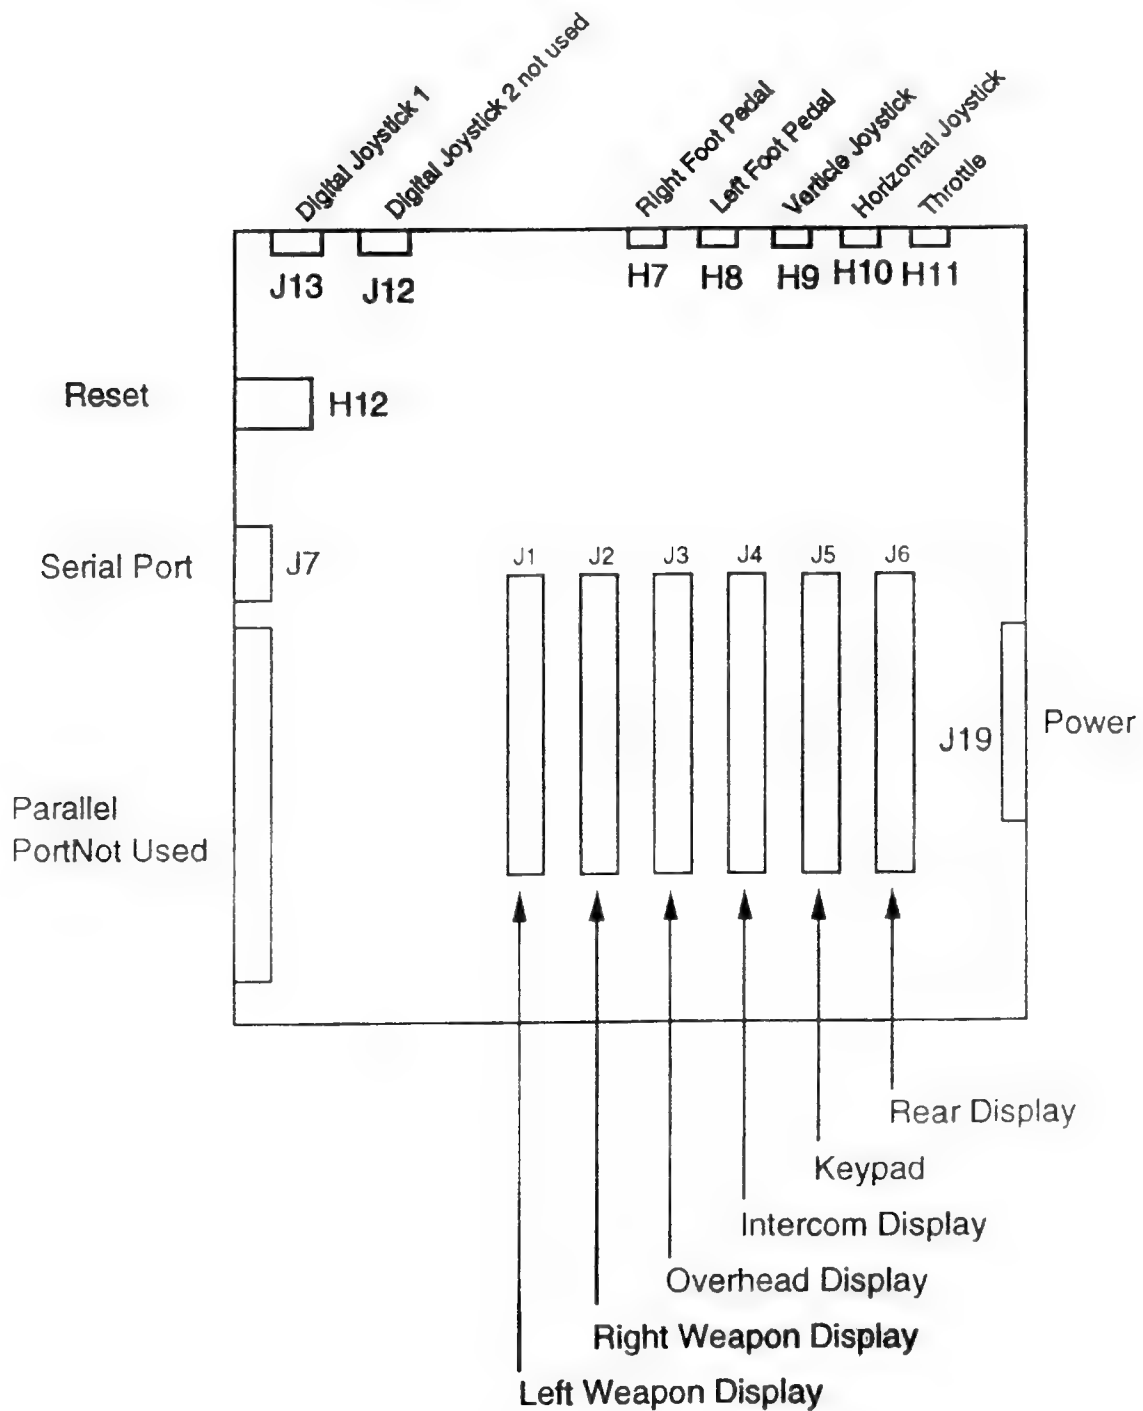 Digital Joystick 1
Digital Joystick 2 not used
Right Foot Pedal
Left Foot Pedal
Verticle Joystick
Horizontal Joystick
Throttle
J13
J12
H7
H8
H9
H10
H11
Reset
H12
Serial Port
J7
J1
J2
J3
J4
J5
J6
J19
Power
Parallel
PortNot Used
Rear Display
Keypad
Intercom Display
Overhead Display
Right Weapon Display
Left Weapon Display